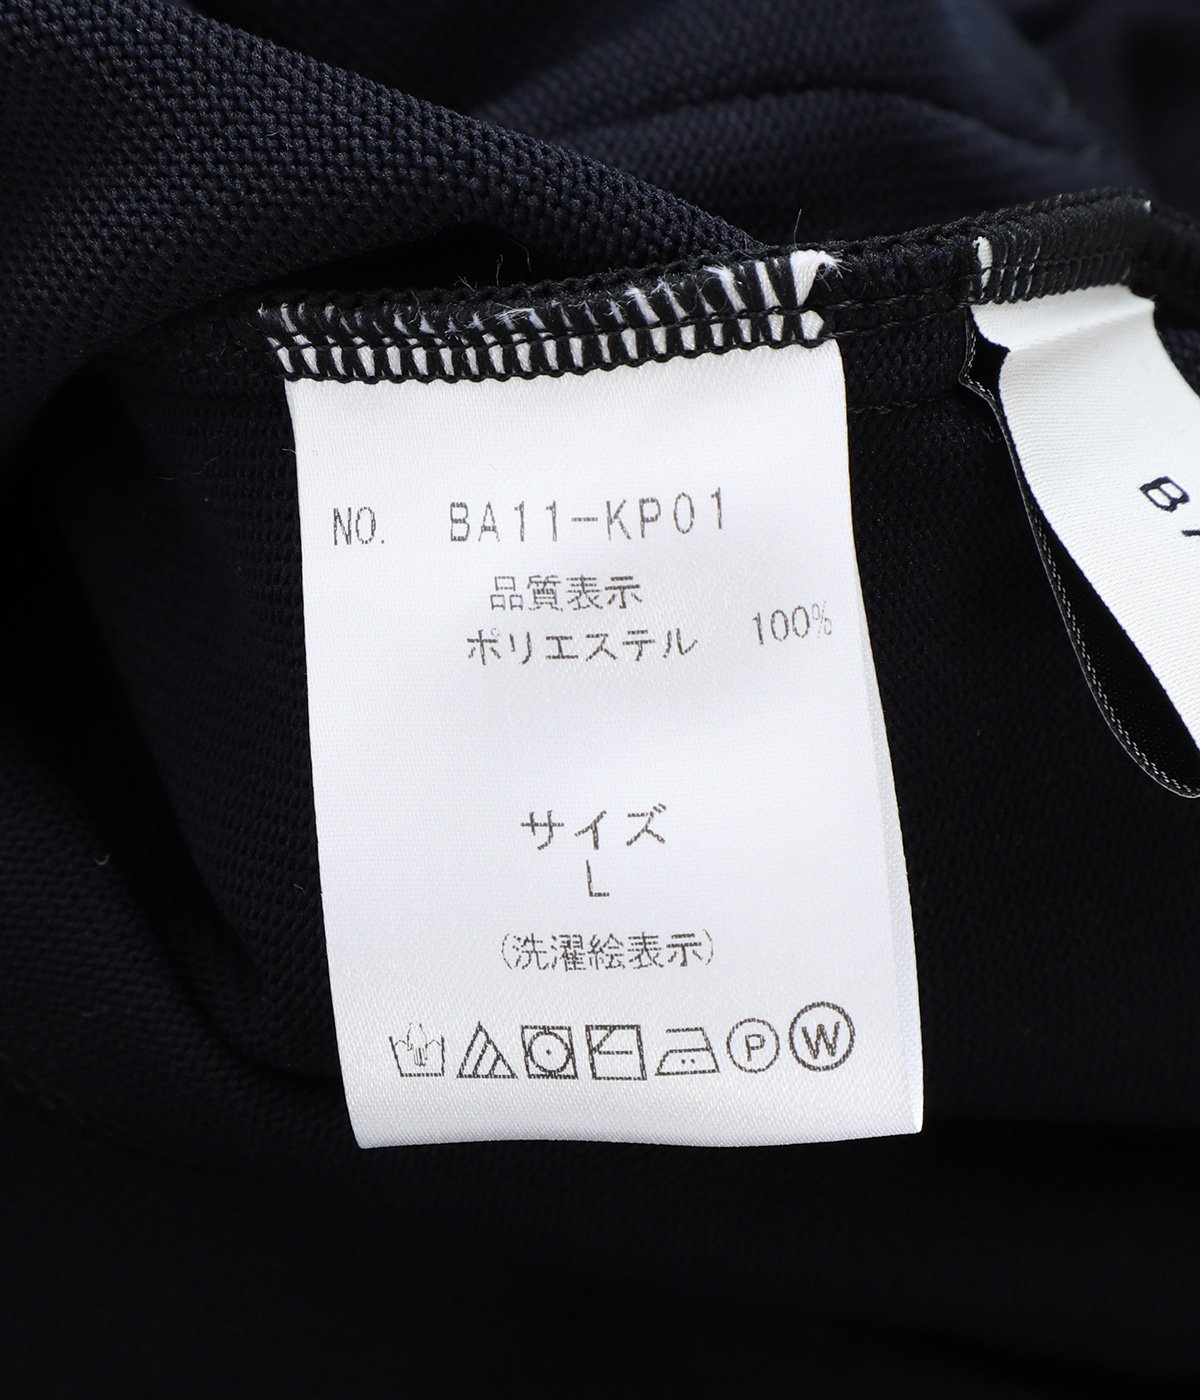 NO. BA11-KP01
品質表示
ポリエステル 100%
サイズ
L
(洗濯絵表示)
P W
B